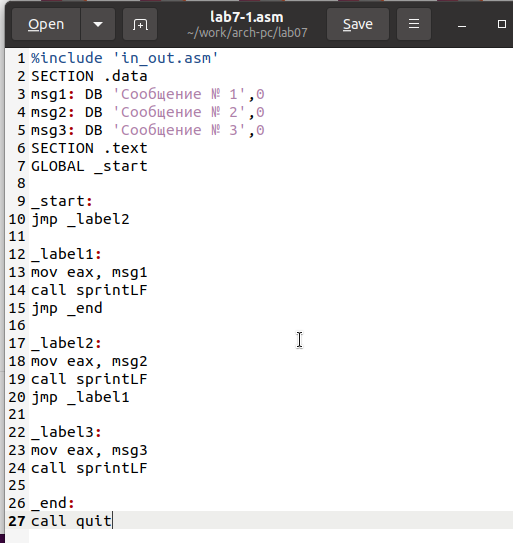 Open
lab7-1.asm
~/work/arch-pc/lab07
Save
1 %include 'in_out.asm'
2 SECTION .data
3 msg1: DB 'Сообщение № 1',0
4 msg2: DB 'Сообщение № 2',0
5 msg3: DB 'Сообщение № 3',0
6 SECTION .text
7 GLOBAL _start
8
9 _start:
10 jmp _label2
11
12 _label1:
13 mov eax, msg1
14 call sprintLF
15 jmp _end
16
17 _label2:
18 mov eax, msg2
19 call sprintLF
20 jmp _label1
21
22 _label3:
23 mov eax, msg3
24 call sprintLF
25
26 _end:
27 call quit